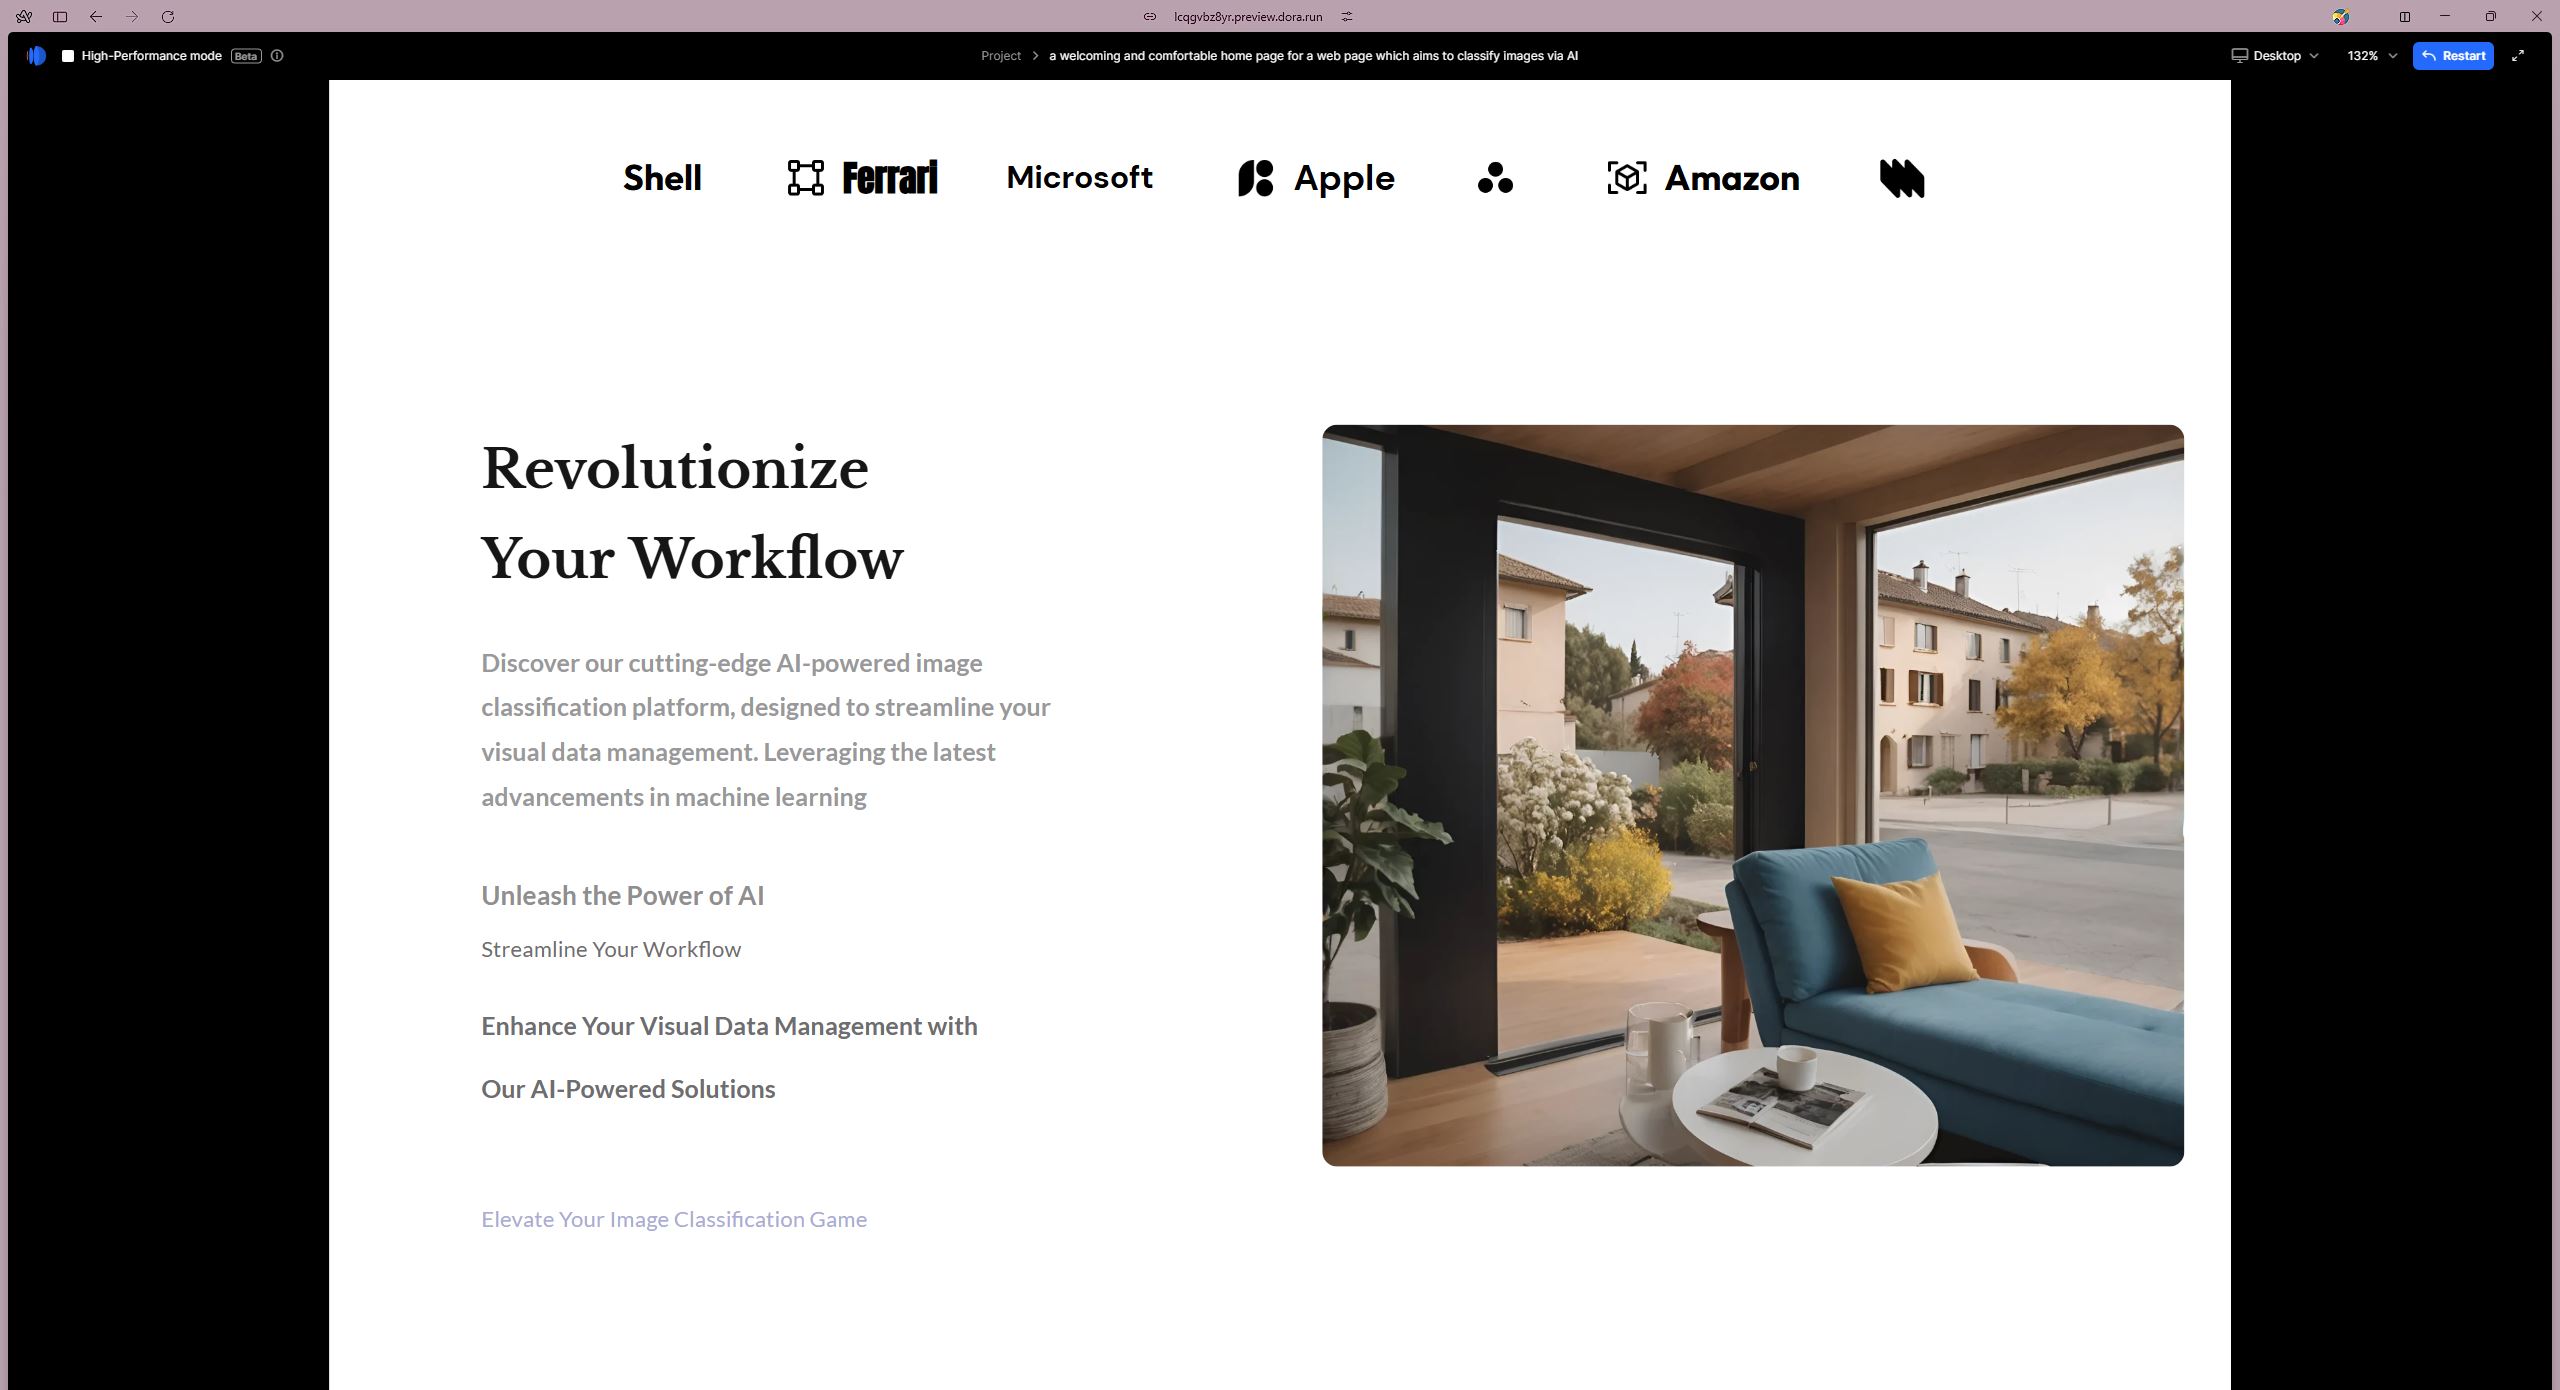 lcqgvbz8yr.preview.dora.run
High-Performance mode Beta
Project > a welcoming and comfortable home page for a web page which aims to classify images via AI
Desktop 132% Restart
Shell Ferrari Microsoft Apple Amazon
Revolutionize
Your Workflow
Discover our cutting-edge AI-powered image
classification platform, designed to streamline your
visual data management. Leveraging the latest
advancements in machine learning
Unleash the Power of AI
Streamline Your Workflow
Enhance Your Visual Data Management with
Our AI-Powered Solutions
Elevate Your Image Classification Game